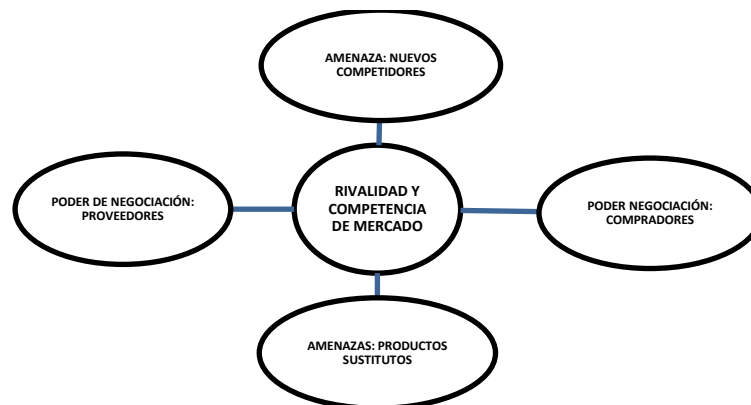 AMENAZA: NUEVOS
COMPETIDORES
PODER DE NEGOCIACIÓN:
PROVEEDORES
RIVALIDAD Y
COMPETENCIA
DE MERCADO
PODER NEGOCIACIÓN:
COMPRADORES
AMENAZAS: PRODUCTOS
SUSTITUTOS